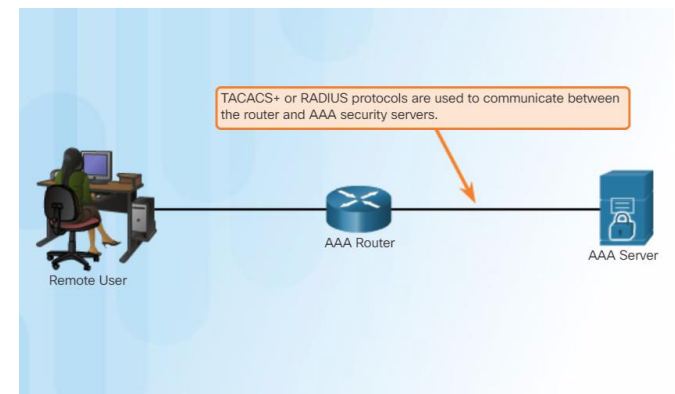 TACACS+ or RADIUS protocols are used to communicate between
the router and AAA security servers.
AAA Router
AAA Server
Remote User